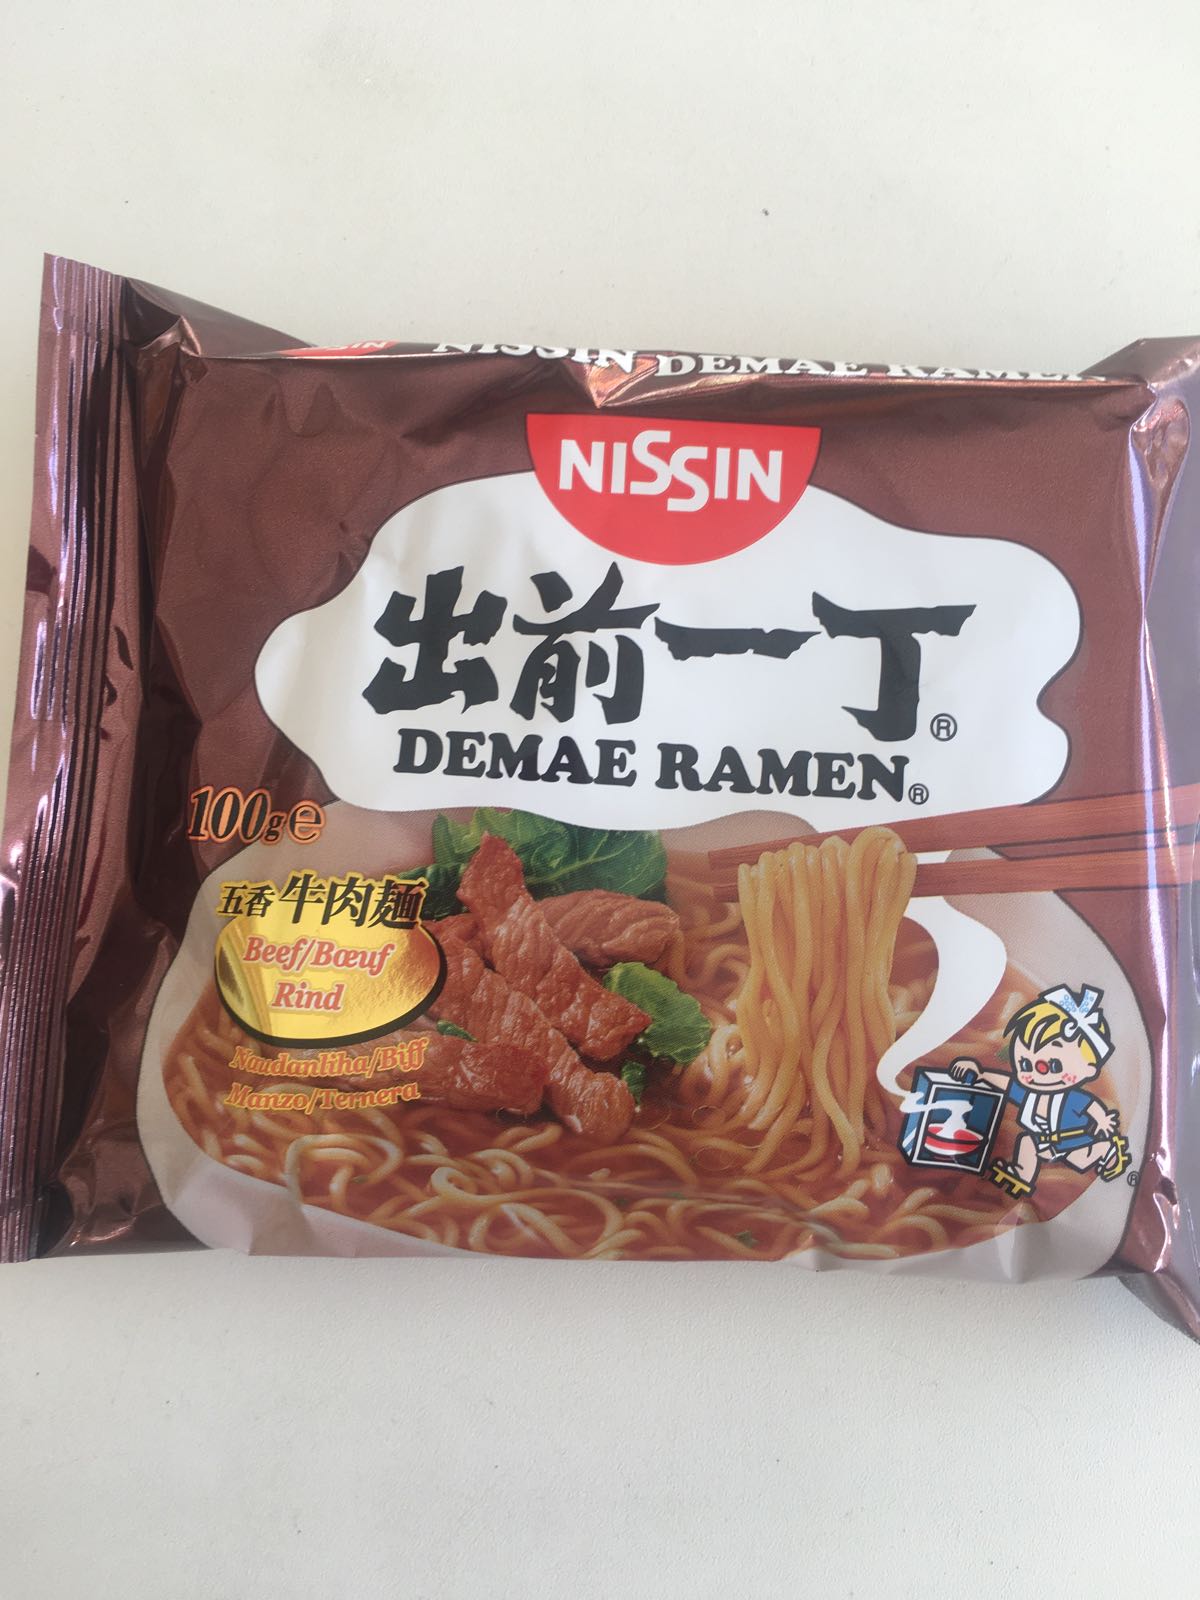 NISSIN DEMAE RAMEN
NISSIN
出前一丁®
DEMAE RAMEN®
100g e
五香牛肉麵
Beef/Bœuf
Rind
Naudanliha/Biff
Manzo/Ternera
®